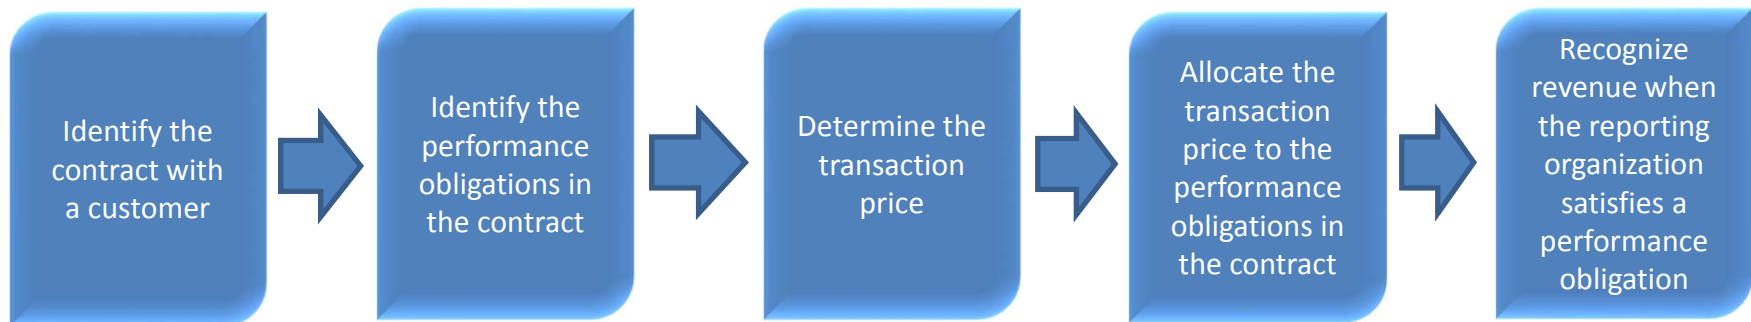 Identify the
contract with
a customer
Identify the
performance
obligations in
the contract
Determine the
transaction
price
Allocate the
transaction
price to the
performance
obligations in
the contract
Recognize
revenue when
the reporting
organization
satisfies a
performance
obligation